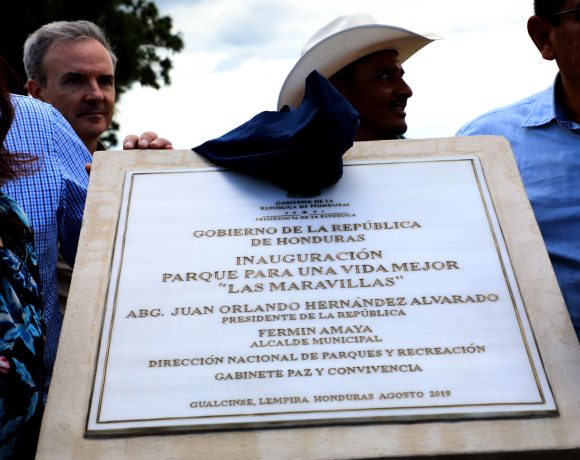 GOBIERNO DE LA
REPÚBLICA DE HONDURAS
PRESIDENCIA DE LA REPÚBLICA
GOBIERNO DE LA REPÚBLICA
DE HONDURAS
INAUGURACIÓN
PARQUE PARA UNA VIDA MEJOR
"LAS MARAVILLAS"
ABG. JUAN ORLANDO HERNÁNDEZ ALVARADO
PRESIDENTE DE LA REPÚBLICA
FERMIN AMAYA
ALCALDE MUNICIPAL
DIRECCIÓN NACIONAL DE PARQUES Y RECREACIÓN
GABINETE PAZ Y CONVIVENCIA
GUALCINSE, LEMPIRA HONDURAS AGOSTO 2019